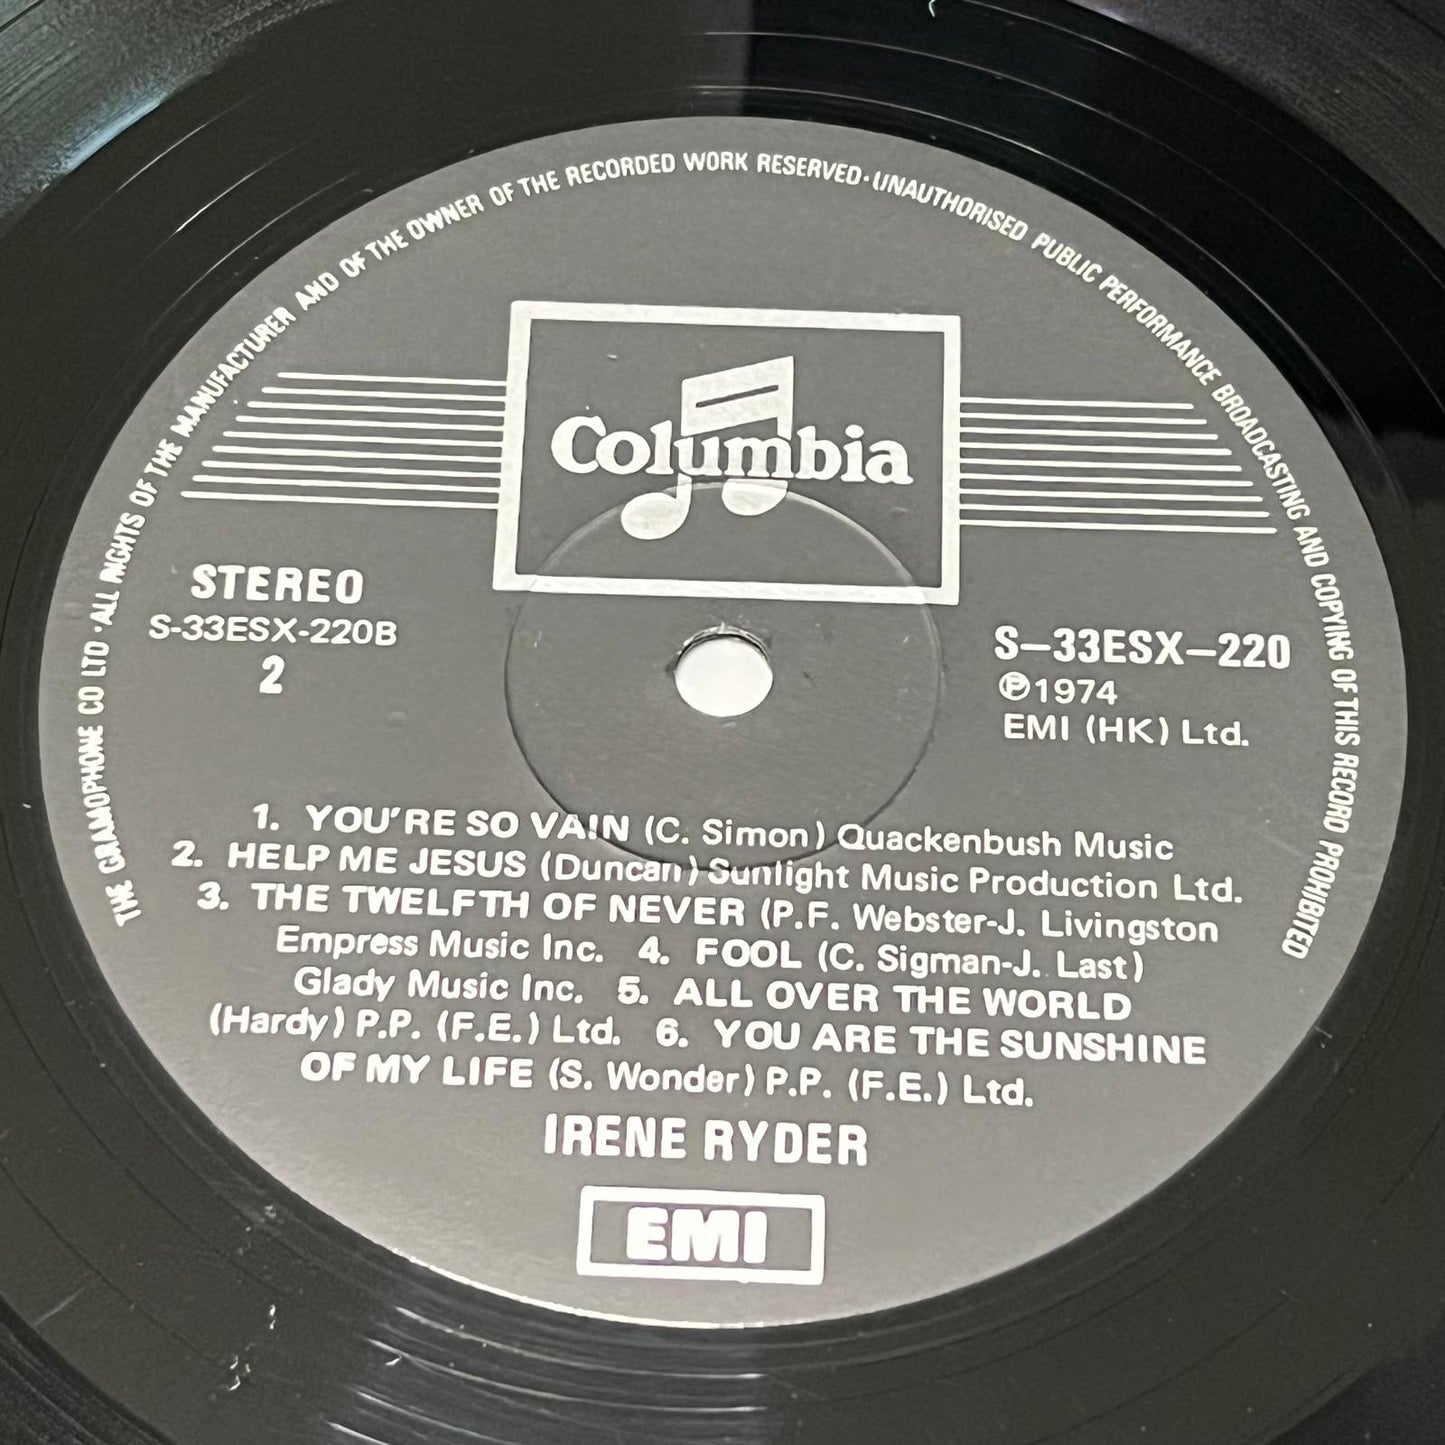 THE GRAMOPHONE CO LTD · ALL RIGHTS OF THE MANUFACTURER AND OF THE OWNER OF THE RECORDED WORK RESERVED · UNAUTHORISED PUBLIC PERFORMANCE BROADCASTING AND COPYING OF THIS RECORD PROHIBITED
Columbia
STEREO
S-33ESX-220B
2
S–33ESX–220
℗1974
EMI (HK) Ltd.
1. YOU'RE SO VAIN (C. Simon) Quackenbush Music
2. HELP ME JESUS (Duncan) Sunlight Music Production Ltd.
3. THE TWELFTH OF NEVER (P.F. Webster-J. Livingston
Empress Music Inc. 4. FOOL (C. Sigman-J. Last)
Glady Music Inc. 5. ALL OVER THE WORLD
(Hardy) P.P. (F.E.) Ltd. 6. YOU ARE THE SUNSHINE
OF MY LIFE (S. Wonder) P.P. (F.E.) Ltd.
IRENE RYDER
EMI